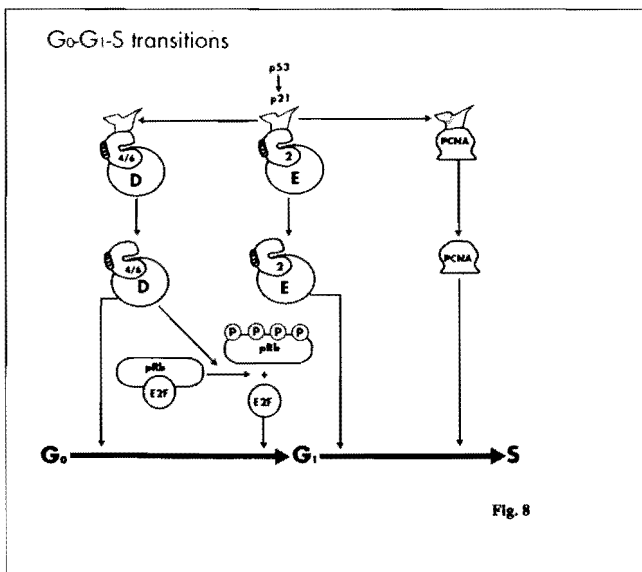 G₀-G₁-S transitions
p53
p21
4/6
D
2
E
PCNA
4/6
D
2
E
PCNA
P P P P
pRb
pRb
+
E2F
E2F
G₀ G₁ S
Fig. 8